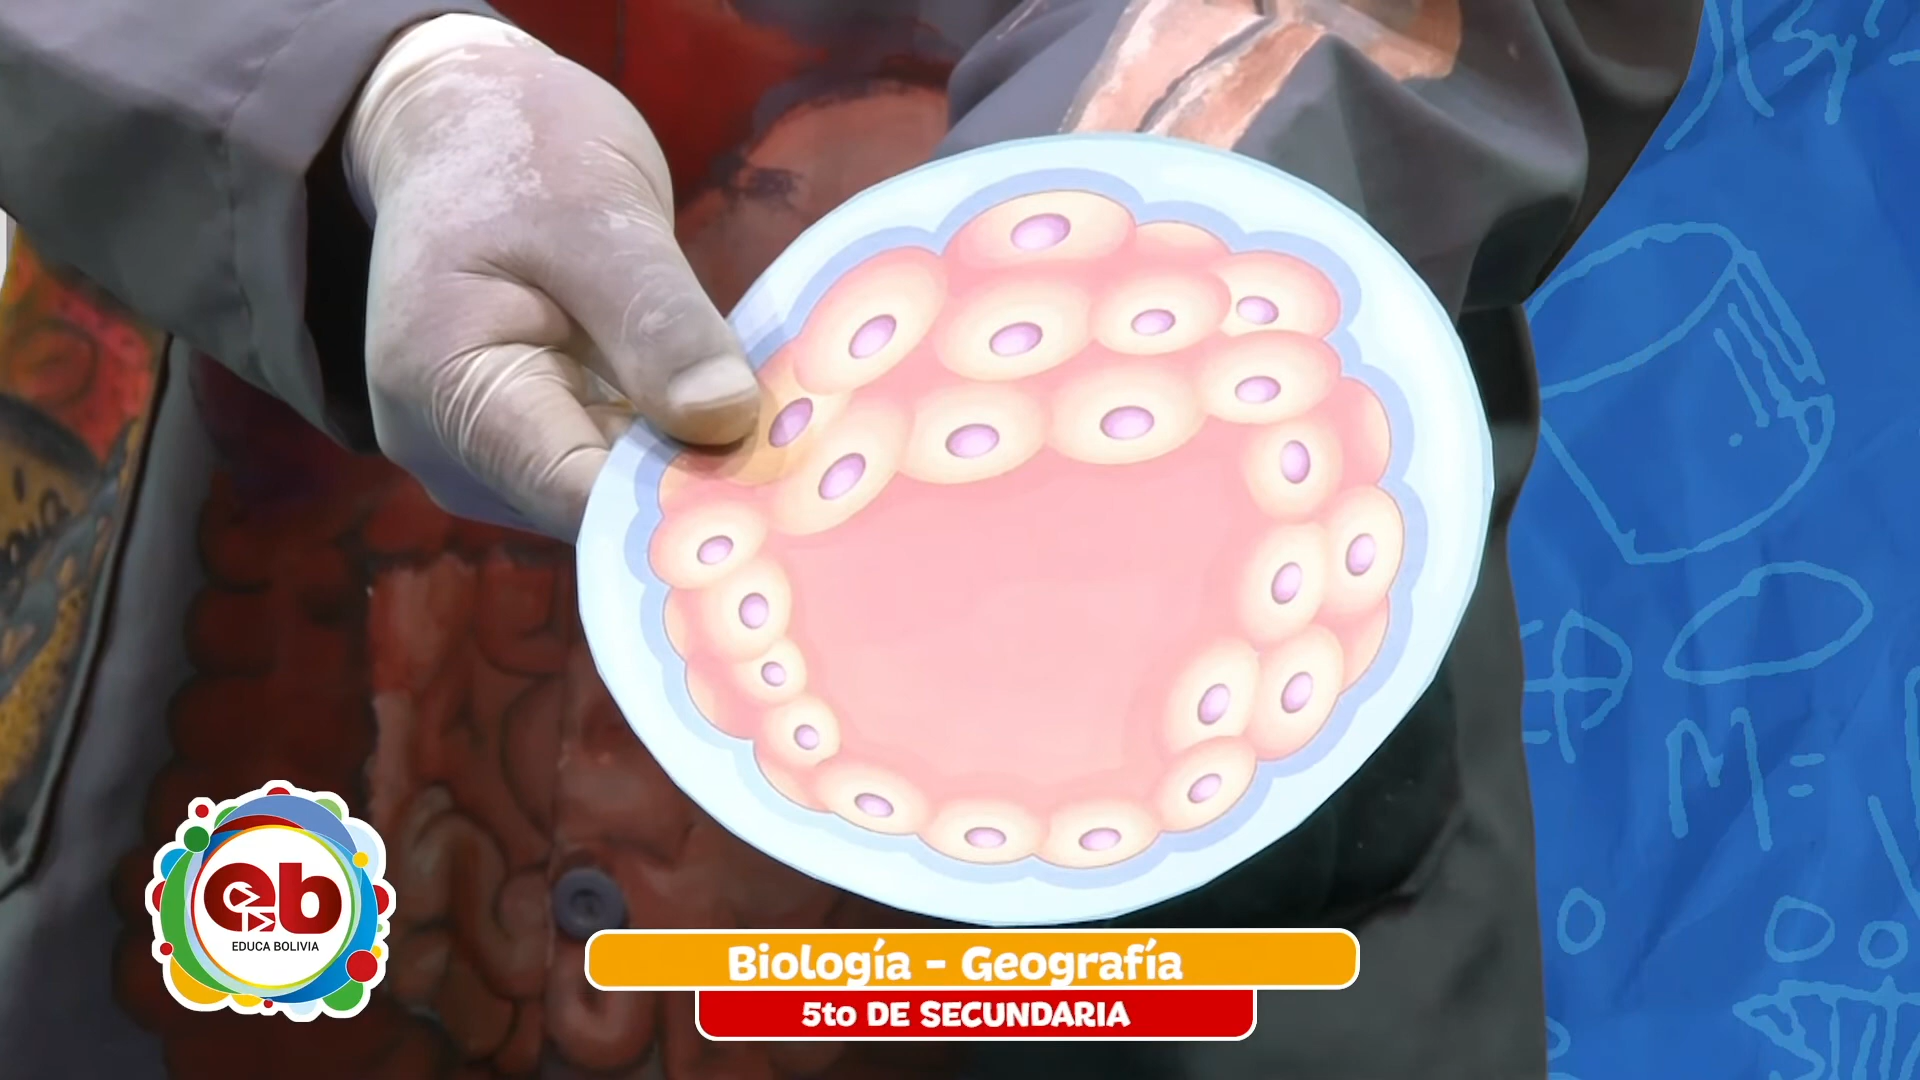 eb
EDUCA BOLIVIA
Biología - Geografía
5to DE SECUNDARIA
M=